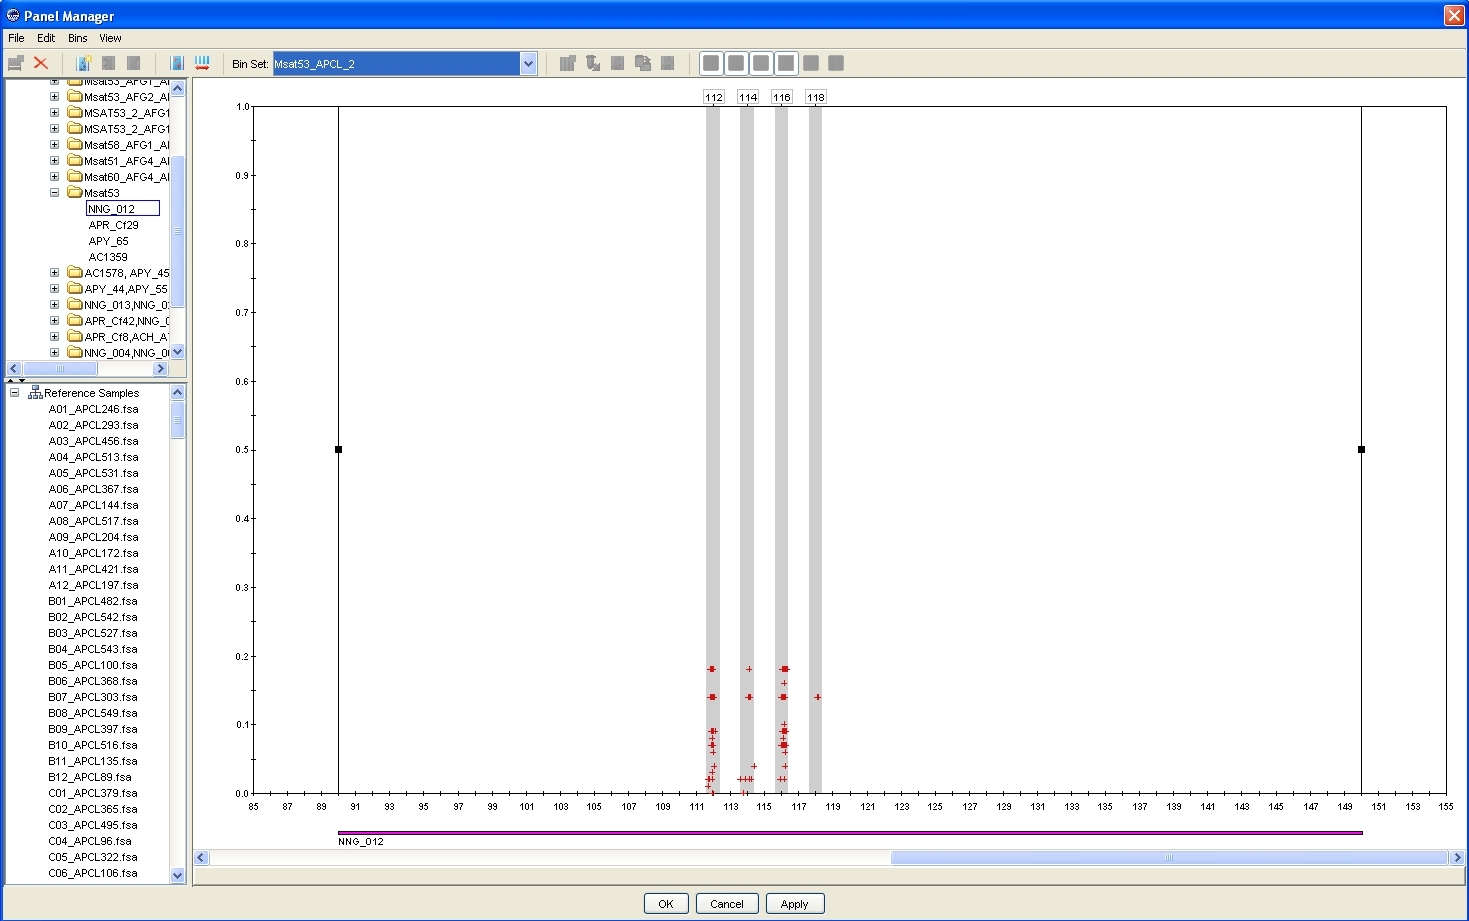 Panel Manager
File Edit Bins View
Bin Set: Msat53_APCL_2
Msat53_AFG1_A
Msat53_AFG2_A
MSAT53_2_AFG1
MSAT53_2_AFG1
Msat58_AFG1_A
Msat51_AFG4_A
Msat60_AFG4_A
Msat53
NNG_012
APR_Cf29
APY_65
AC1359
AC1578, APY_45
APY_44,APY_55
NNG_013,NNG_0
APR_Cf42,NNG_0
APR_Cf8,ACH_A
NNG_004,NNG_0
Reference Samples
A01_APCL246.fsa
A02_APCL293.fsa
A03_APCL456.fsa
A04_APCL513.fsa
A05_APCL531.fsa
A06_APCL367.fsa
A07_APCL144.fsa
A08_APCL517.fsa
A09_APCL204.fsa
A10_APCL172.fsa
A11_APCL421.fsa
A12_APCL197.fsa
B01_APCL482.fsa
B02_APCL542.fsa
B03_APCL527.fsa
B04_APCL543.fsa
B05_APCL100.fsa
B06_APCL368.fsa
B07_APCL303.fsa
B08_APCL549.fsa
B09_APCL397.fsa
B10_APCL516.fsa
B11_APCL135.fsa
B12_APCL89.fsa
C01_APCL379.fsa
C02_APCL365.fsa
C03_APCL495.fsa
C04_APCL96.fsa
C05_APCL322.fsa
C06_APCL106.fsa
112 114 116 118
1.0
0.9
0.8
0.7
0.6
0.5
0.4
0.3
0.2
0.1
0.0
85 87 89 91 93 95 97 99 101 103 105 107 109 111 113 115 117 119 121 123 125 127 129 131 133 135 137 139 141 143 145 147 149 151 153 155
NNG_012
OK Cancel Apply